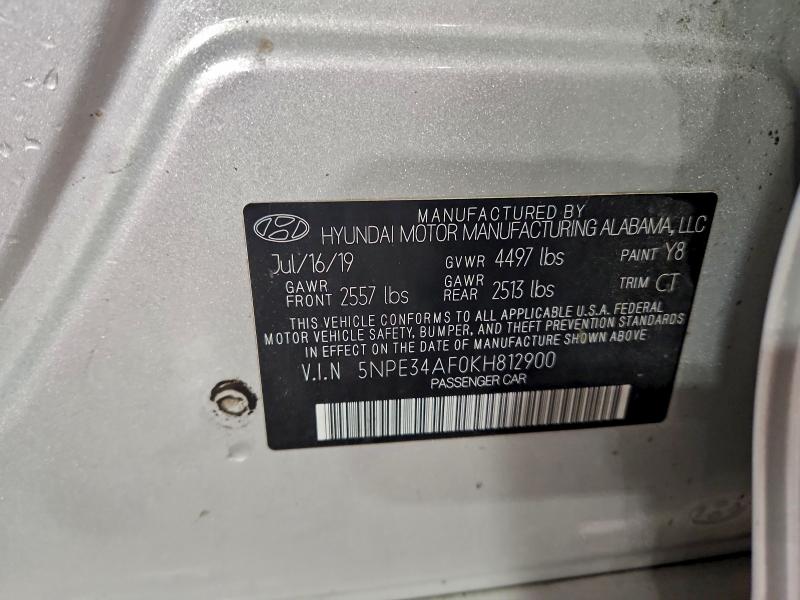 MANUFACTURED BY
HYUNDAI MOTOR MANUFACTURING ALABAMA, LLC
Jul/16/19 GVWR 4497 lbs PAINT Y8
GAWR FRONT 2557 lbs GAWR REAR 2513 lbs TRIM CT
THIS VEHICLE CONFORMS TO ALL APPLICABLE U.S.A. FEDERAL
MOTOR VEHICLE SAFETY, BUMPER, AND THEFT PREVENTION STANDARDS
IN EFFECT ON THE DATE OF MANUFACTURE SHOWN ABOVE
V.I.N 5NPE34AF0KH812900
PASSENGER CAR